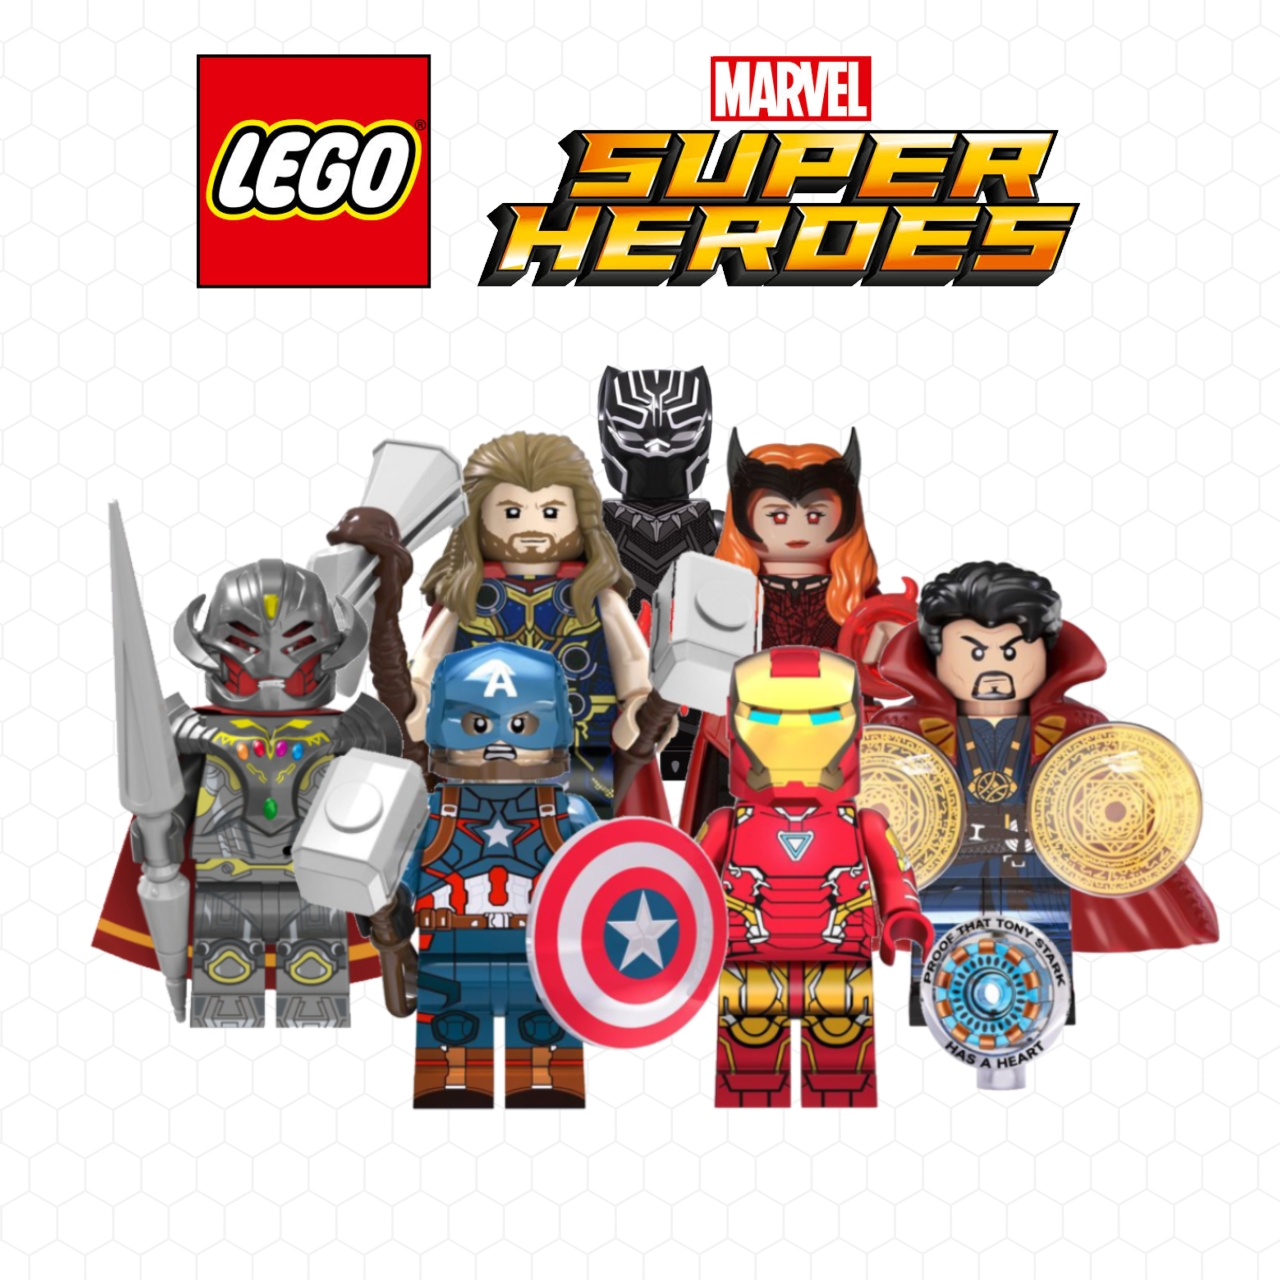 LEGO®
MARVEL
SUPER
HEROES
A
PROOF THAT TONY STARK
HAS A HEART